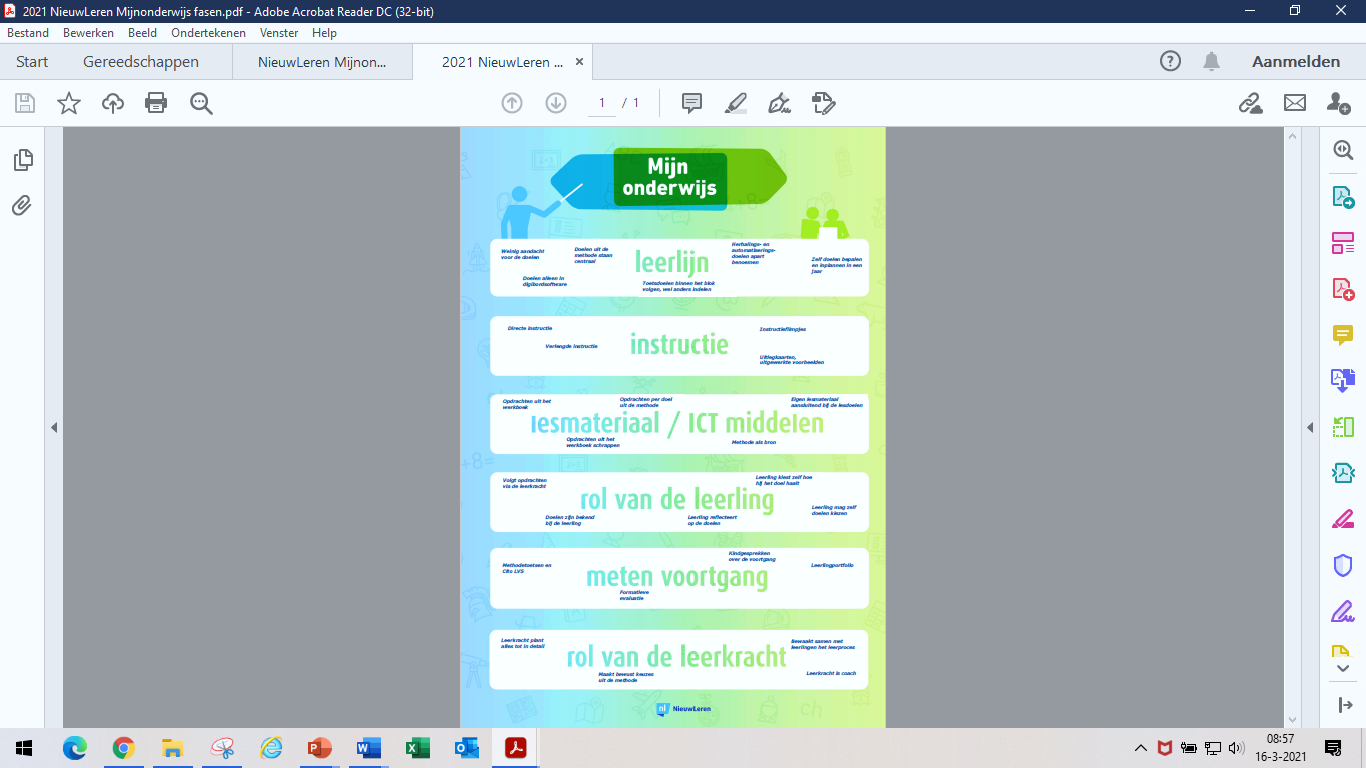 2021 NieuwLeren Mijnonderwijs fasen.pdf - Adobe Acrobat Reader DC (32-bit)
Bestand Bewerken Beeld Ondertekenen Venster Help
Start Gereedschappen NieuwLeren Mijnon... 2021 NieuwLeren ... × Aanmelden
1 / 1
Mijn
onderwijs
leerlijn
Weinig aandacht
voor de doelen
Doelen uit de
methode staan
centraal
Herhalings- en
automatiserings-
doelen apart
benoemen
Zelf doelen bepalen
en inplannen in een
jaar
Doelen alleen in
digibordsoftware
Toetsdoelen binnen het blok
volgen, wel anders indelen
instructie
Directe instructie
Verlengde instructie
Instructiefilmpjes
Uitlegkaarten,
uitgewerkte voorbeelden
lesmateriaal / ICT middelen
Opdrachten uit het
werkboek
Opdrachten per doel
uit de methode
Eigen lesmateriaal
aansluitend bij de lesdoelen
Opdrachten uit het
werkboek schrappen
Methode als bron
rol van de leerling
Volgt opdrachten
via de leerkracht
Leerling kiest zelf hoe
hij het doel haalt
Leerling mag zelf
doelen kiezen
Doelen zijn bekend
bij de leerling
Leerling reflecteert
op de doelen
meten voortgang
Methodetoetsen en
Cito LVS
Kindgesprekken
over de voortgang
Leerlingportfolio
Formatieve
evaluatie
rol van de leerkracht
Leerkracht plant
alles tot in detail
Bewaakt samen met
leerlingen het leerproces
Maakt bewust keuzes
uit de methode
Leerkracht is coach
nl NieuwLeren
08:57
16-3-2021